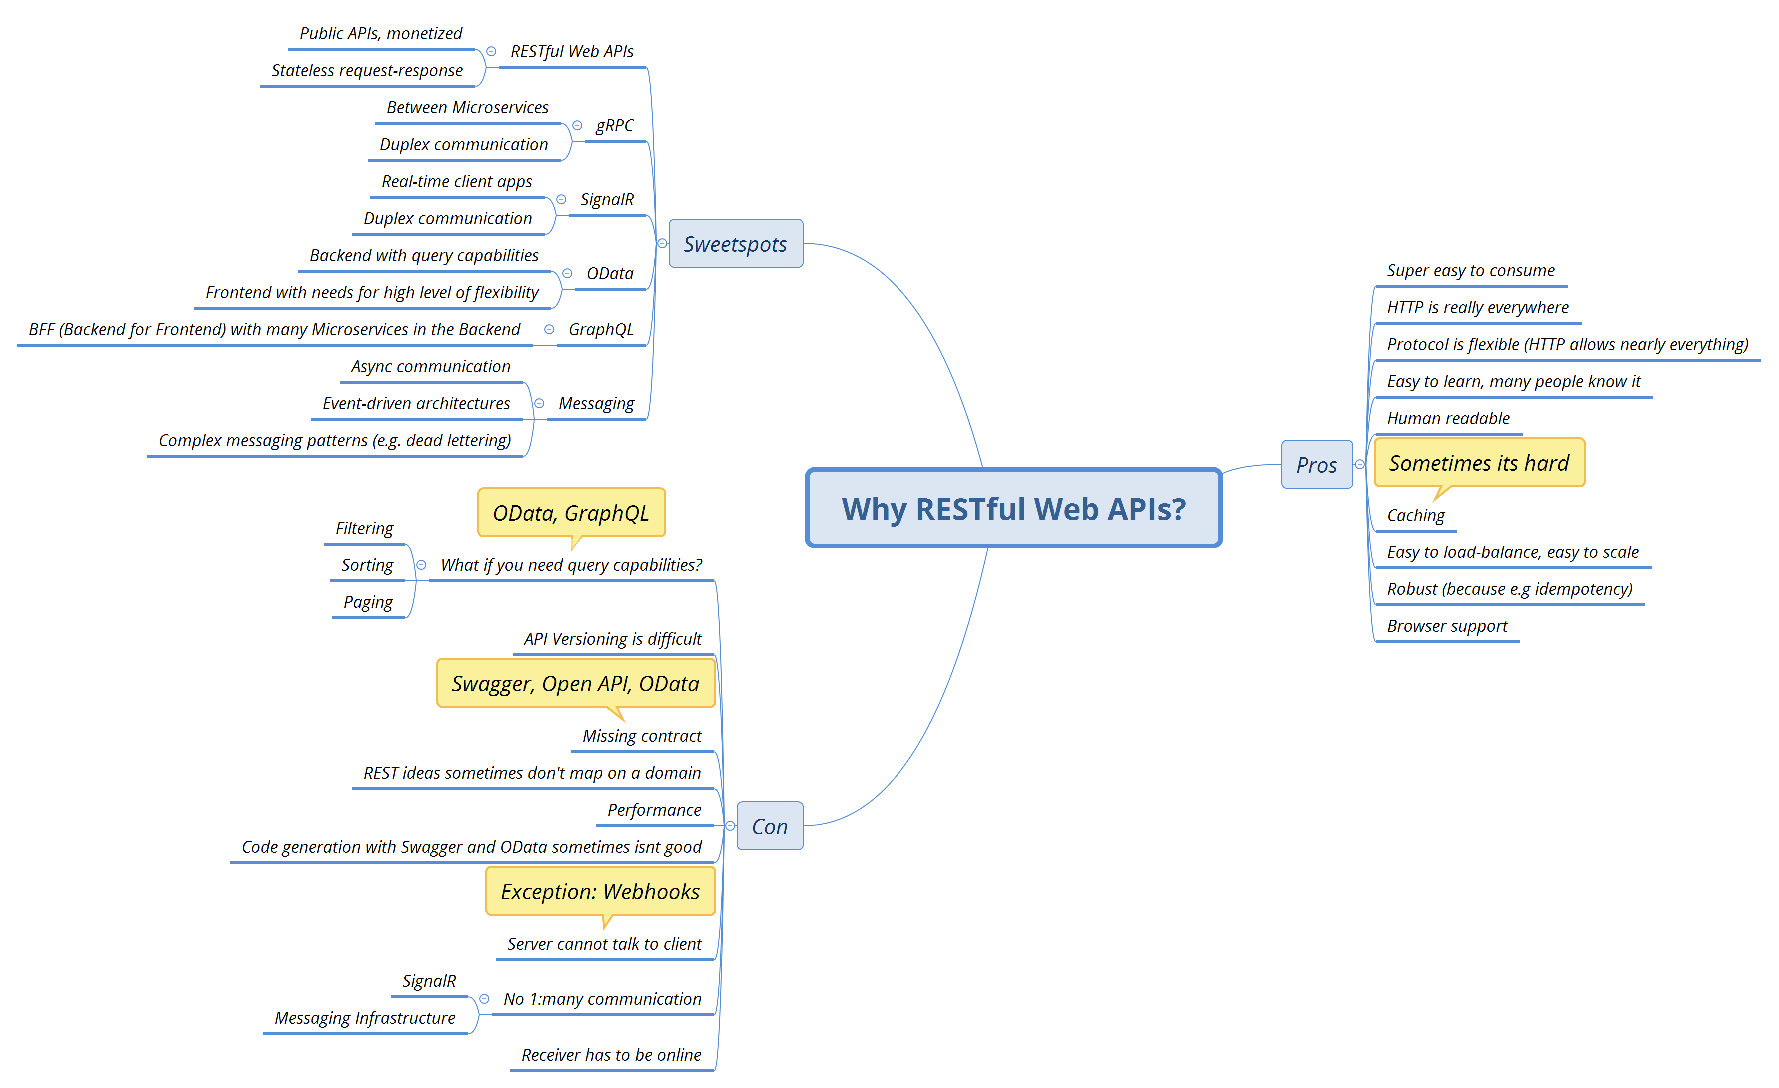 Why RESTful Web APIs?
Pros
Super easy to consume
HTTP is really everywhere
Protocol is flexible (HTTP allows nearly everything)
Easy to learn, many people know it
Human readable
Sometimes its hard
Caching
Easy to load-balance, easy to scale
Robust (because e.g idempotency)
Browser support
Sweetspots
RESTful Web APIs
Public APIs, monetized
Stateless request-response
gRPC
Between Microservices
Duplex communication
SignalR
Real-time client apps
Duplex communication
OData
Backend with query capabilities
Frontend with needs for high level of flexibility
GraphQL
BFF (Backend for Frontend) with many Microservices in the Backend
Messaging
Async communication
Event-driven architectures
Complex messaging patterns (e.g. dead lettering)
Con
OData, GraphQL
What if you need query capabilities?
Filtering
Sorting
Paging
API Versioning is difficult
Swagger, Open API, OData
Missing contract
REST ideas sometimes don't map on a domain
Performance
Code generation with Swagger and OData sometimes isnt good
Exception: Webhooks
Server cannot talk to client
No 1:many communication
SignalR
Messaging Infrastructure
Receiver has to be online